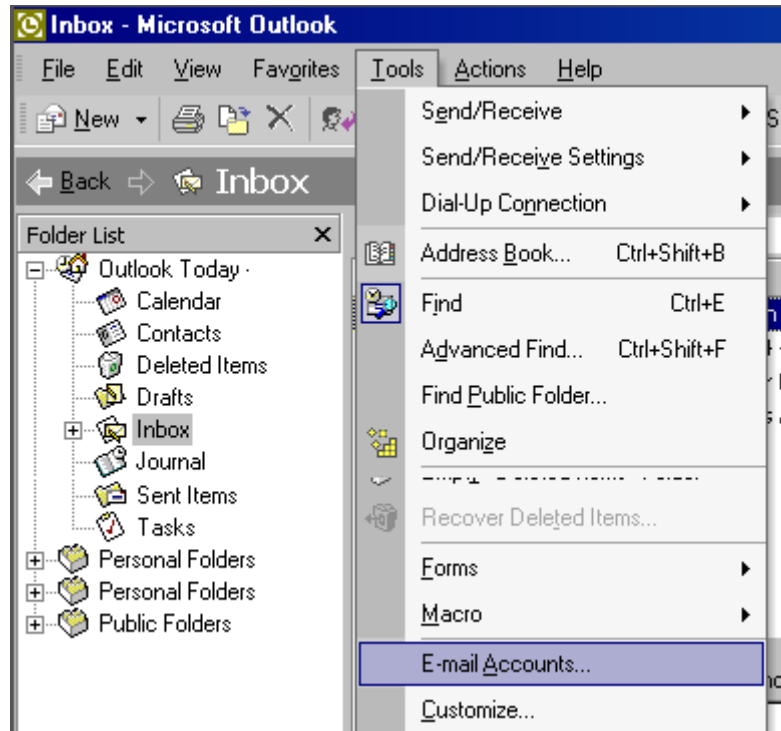 Inbox - Microsoft Outlook
File Edit View Favorites Tools Actions Help
New
Back Inbox
Folder List
Outlook Today
Calendar
Contacts
Deleted Items
Drafts
Inbox
Journal
Sent Items
Tasks
Personal Folders
Personal Folders
Public Folders
Send/Receive
Send/Receive Settings
Dial-Up Connection
Address Book... Ctrl+Shift+B
Find Ctrl+E
Advanced Find... Ctrl+Shift+F
Find Public Folder...
Organize
Recover Deleted Items...
Forms
Macro
E-mail Accounts...
Customize...